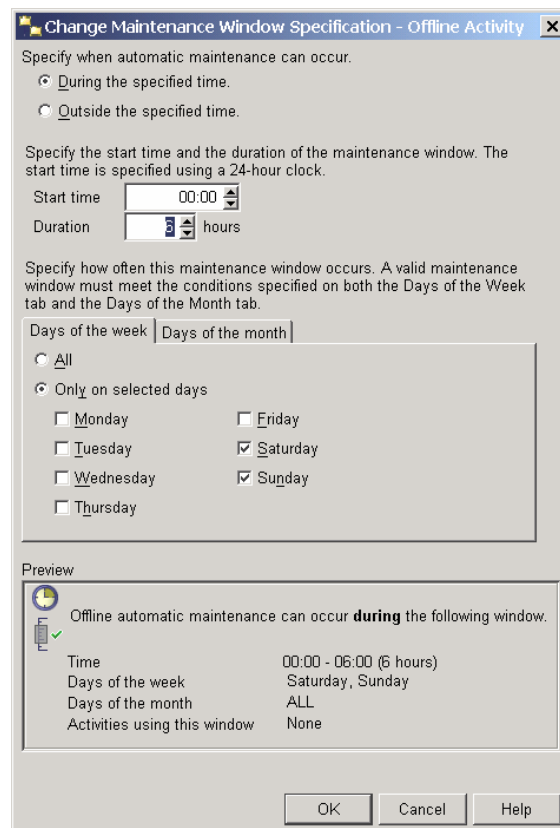 Change Maintenance Window Specification - Offline Activity
Specify when automatic maintenance can occur.
During the specified time.
Outside the specified time.
Specify the start time and the duration of the maintenance window. The
start time is specified using a 24-hour clock.
Start time 00:00
Duration 6 hours
Specify how often this maintenance window occurs. A valid maintenance
window must meet the conditions specified on both the Days of the Week
tab and the Days of the Month tab.
Days of the week Days of the month
All
Only on selected days
Monday Friday
Tuesday Saturday
Wednesday Sunday
Thursday
Preview
Offline automatic maintenance can occur during the following window.
Time 00:00 - 06:00 (6 hours)
Days of the week Saturday, Sunday
Days of the month ALL
Activities using this window None
OK Cancel Help